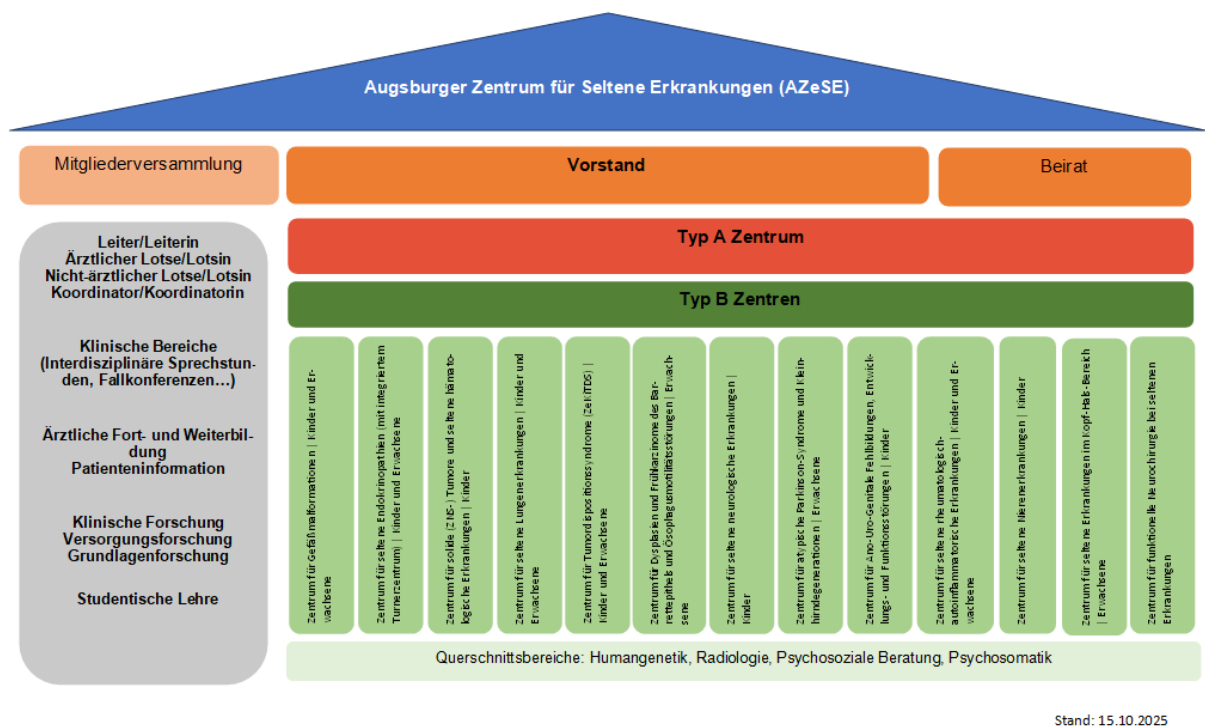 Augsburger Zentrum für Seltene Erkrankungen (AZeSE)
Mitgliederversammlung
Vorstand
Beirat
Leiter/Leiterin
Ärztlicher Lotse/Lotsin
Nicht-ärztlicher Lotse/Lotsin
Koordinator/Koordinatorin
Klinische Bereiche
(Interdisziplinäre Sprechstun-
den, Fallkonferenzen...)
Ärztliche Fort- und Weiterbil-
dung
Patienteninformation
Klinische Forschung
Versorgungsforschung
Grundlagenforschung
Studentische Lehre
Typ A Zentrum
Typ B Zentren
Zentrum für Gefäßmalformationen | Kinder und Er-
wachsene
Zentrum für seltene Endokrinopathien (mit integriertem
Turnerzentrum) | Kinder und Erwachsene
Zentrum für solide (ZNS-) Tumore und seltene hämato-
logische Erkrankungen | Kinder
Zentrum für seltene Lungenerkrankungen | Kinder und
Erwachsene
Zentrum für Tumordispositionssyndrome (ZeKiTDS) |
Kinder und Erwachsene
Zentrum für Dysplasien und Frühkarzinome des Bar-
rettepithels und Ösophagusmotilitätsstörungen | Erwach-
sene
Zentrum für seltene neurologische Erkrankungen |
Kinder
Zentrum für atypische Parkinson-Syndrome und Klein-
hirndegenerationen | Erwachsene
Zentrum für Ano-Uro-Genitale Fehlbildungen, Entwick-
lungs- und Funktionsstörungen | Kinder
Zentrum für seltene rheumatologisch-
autoinflammatorische Erkrankungen | Kinder und Er-
wachsene
Zentrum für seltene Nierenerkrankungen | Kinder
Zentrum für seltene Erkrankungen im Kopf-Hals-Bereich
| Erwachsene
Zentrum für funktionelle Neurochirurgie bei seltenen
Erkrankungen
Querschnittsbereiche: Humangenetik, Radiologie, Psychosoziale Beratung, Psychosomatik
Stand: 15.10.2025